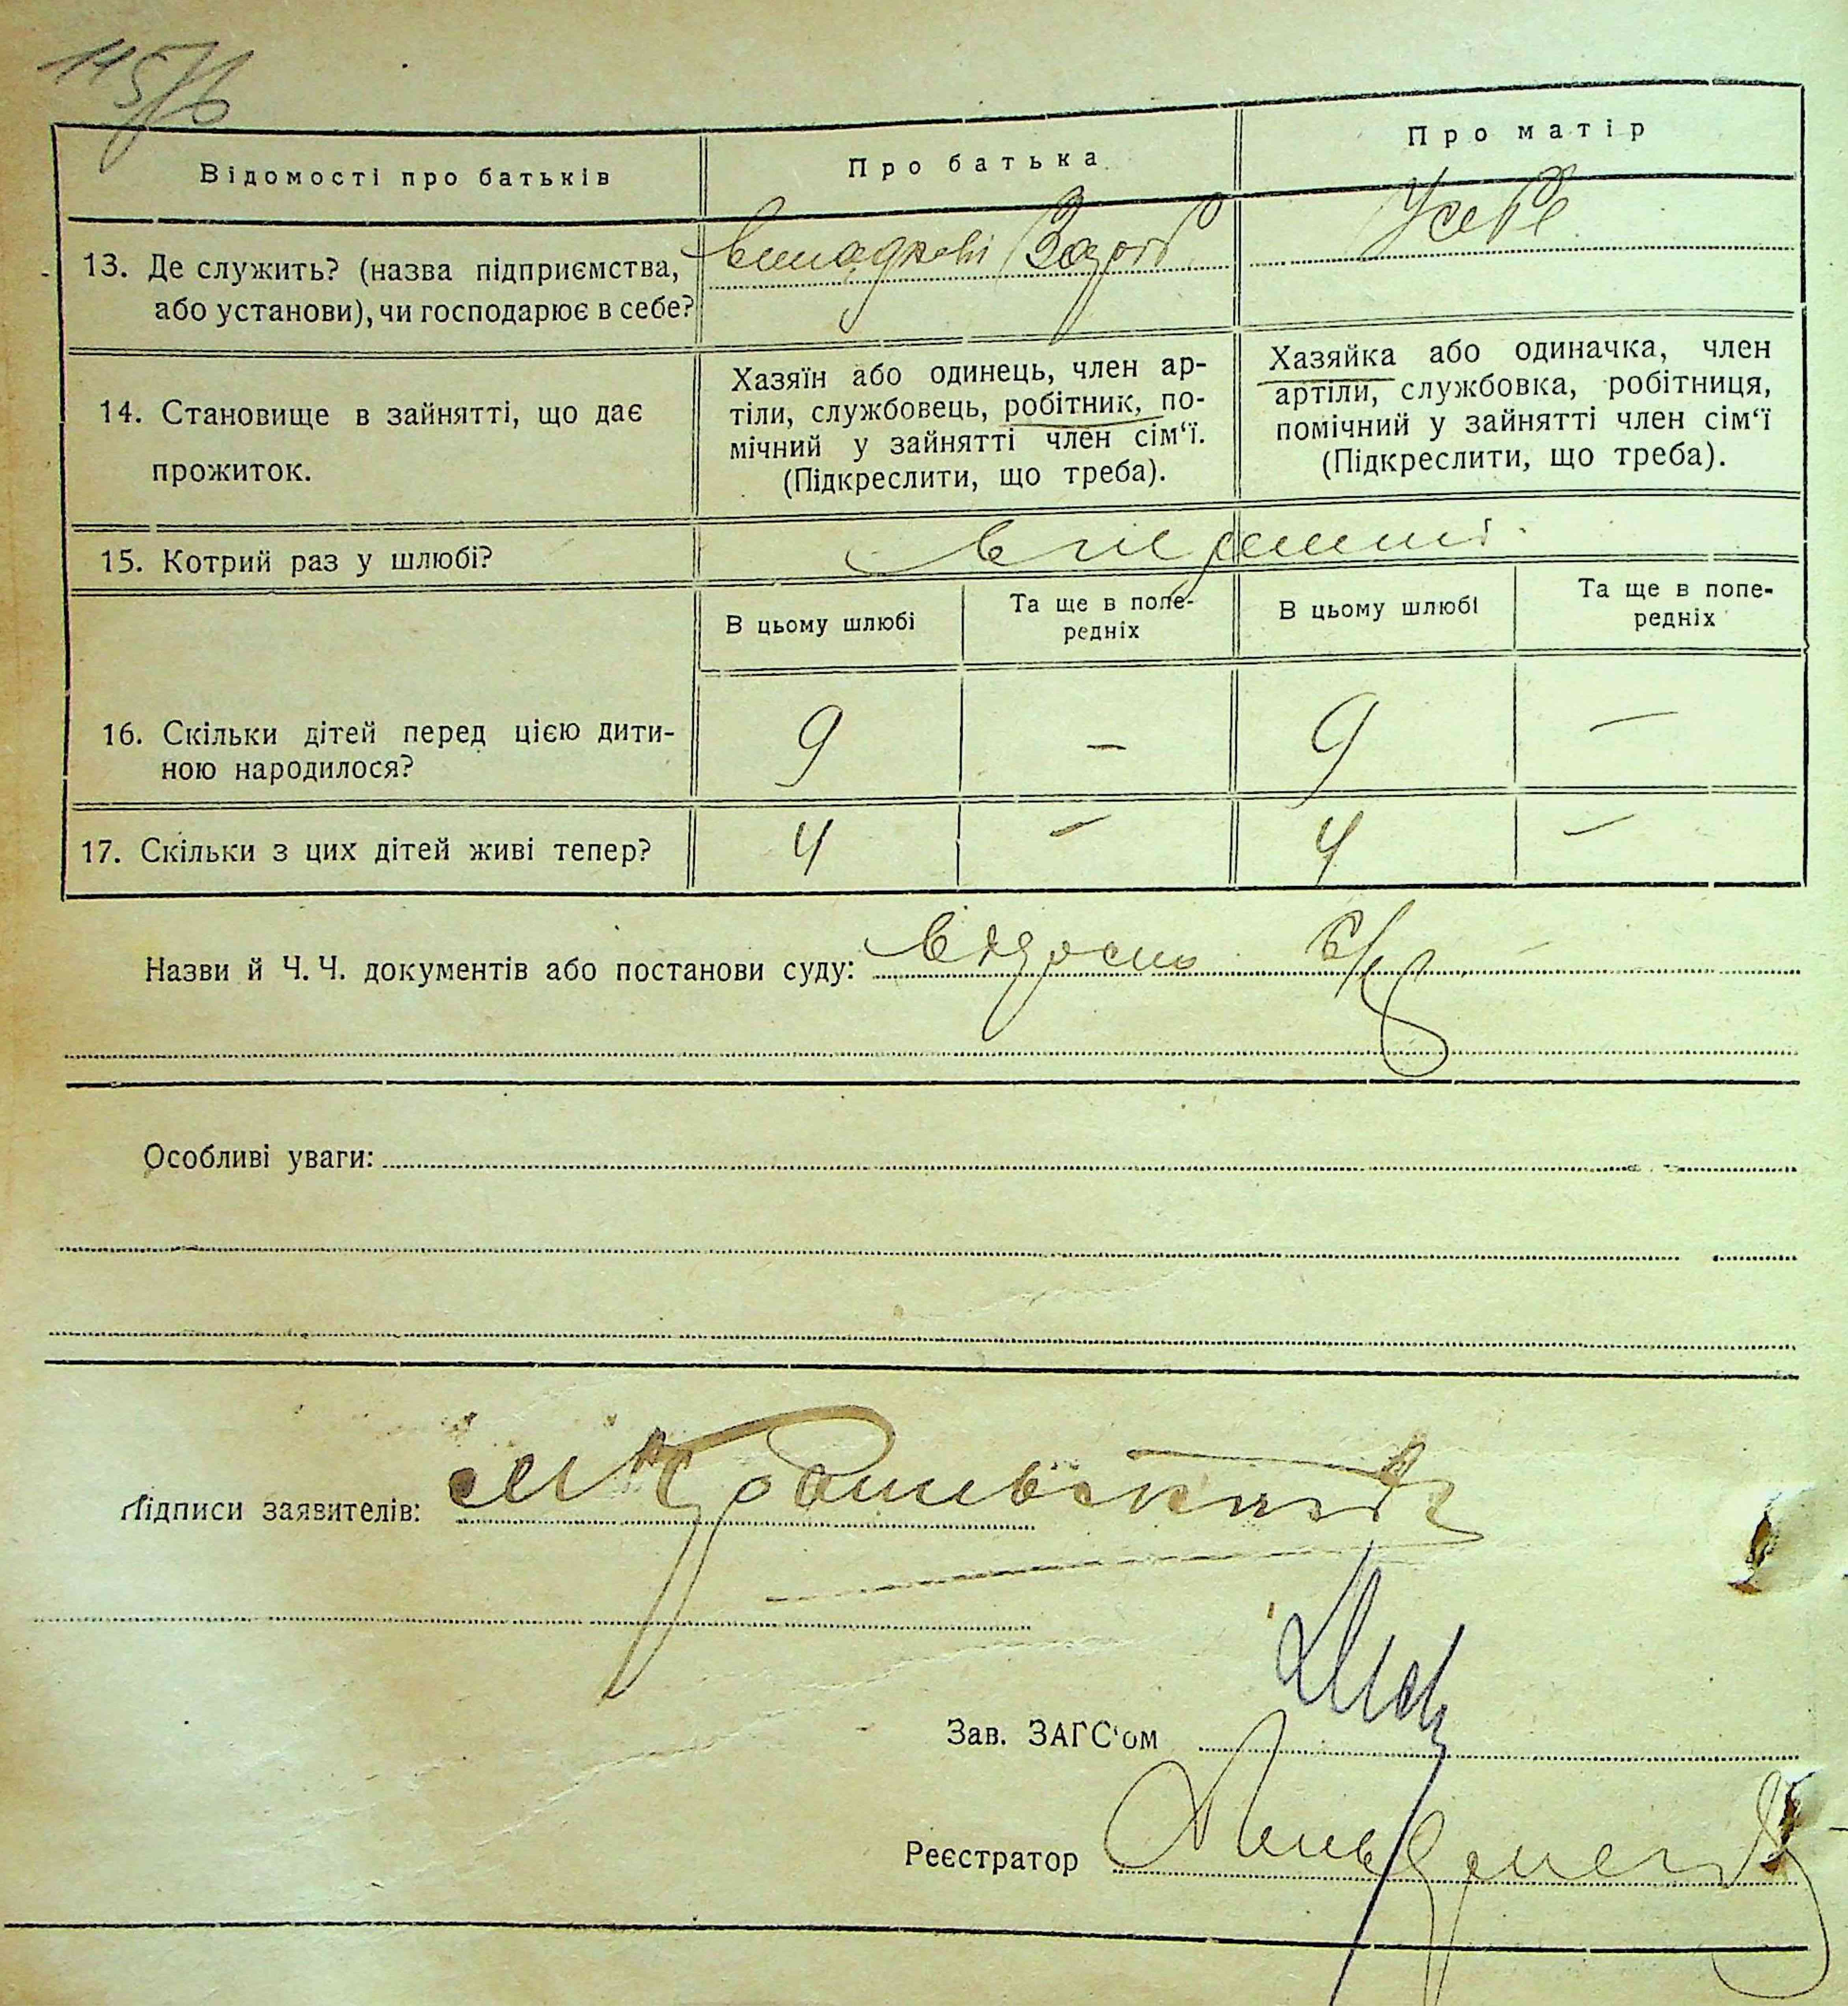 Відомості про батьків
Про батька
Про матір
13. Де служить? (назва підприємства,
або установи), чи господарює в себе?
У себе
14. Становище в зайнятті, що дає
прожиток.
Хазяїн або одинець, член ар-
тіли, службовець, робітник, по-
мічний у зайнятті член сім‘ї.
(Підкреслити, що треба).
Хазяйка або одиначка, член
артіли, службовка, робітниця,
помічний у зайнятті член сім‘ї
(Підкреслити, що треба).
15. Котрий раз у шлюбі?
В цьому шлюбі
Та ще в попе-
редніх
В цьому шлюбі
Та ще в попе-
редніх
16. Скільки дітей перед цією дити-
ною народилося?
9 – 9 –
17. Скільки з цих дітей живі тепер?
4 – 4 –
Назви й Ч. Ч. документів або постанови суду:
Особливі уваги:
Підписи заявителів:
Зав. ЗАГС‘ом
Реєстратор